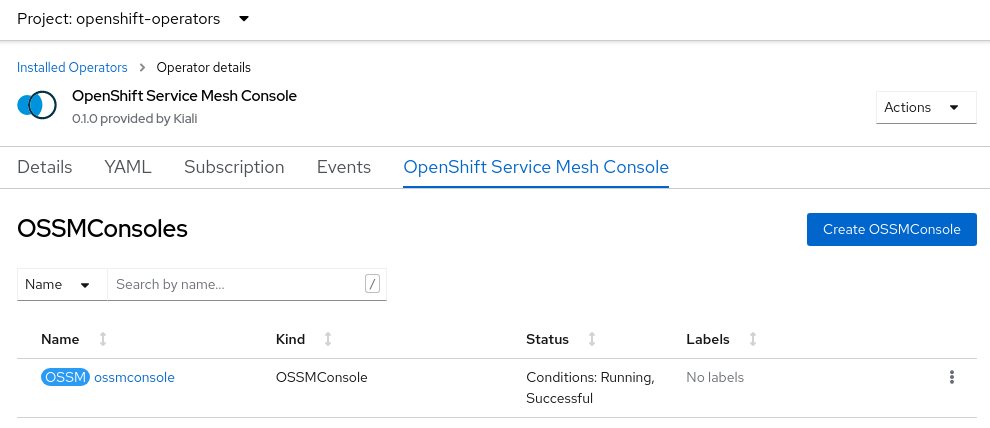 Project: openshift-operators
Installed Operators > Operator details
OpenShift Service Mesh Console
0.1.0 provided by Kiali
Actions
Details YAML Subscription Events OpenShift Service Mesh Console
OSSMConsoles
Create OSSMConsole
Name Search by name... /
Name Kind Status Labels
OSSM ossmconsole OSSMConsole Conditions: Running, No labels
Successful